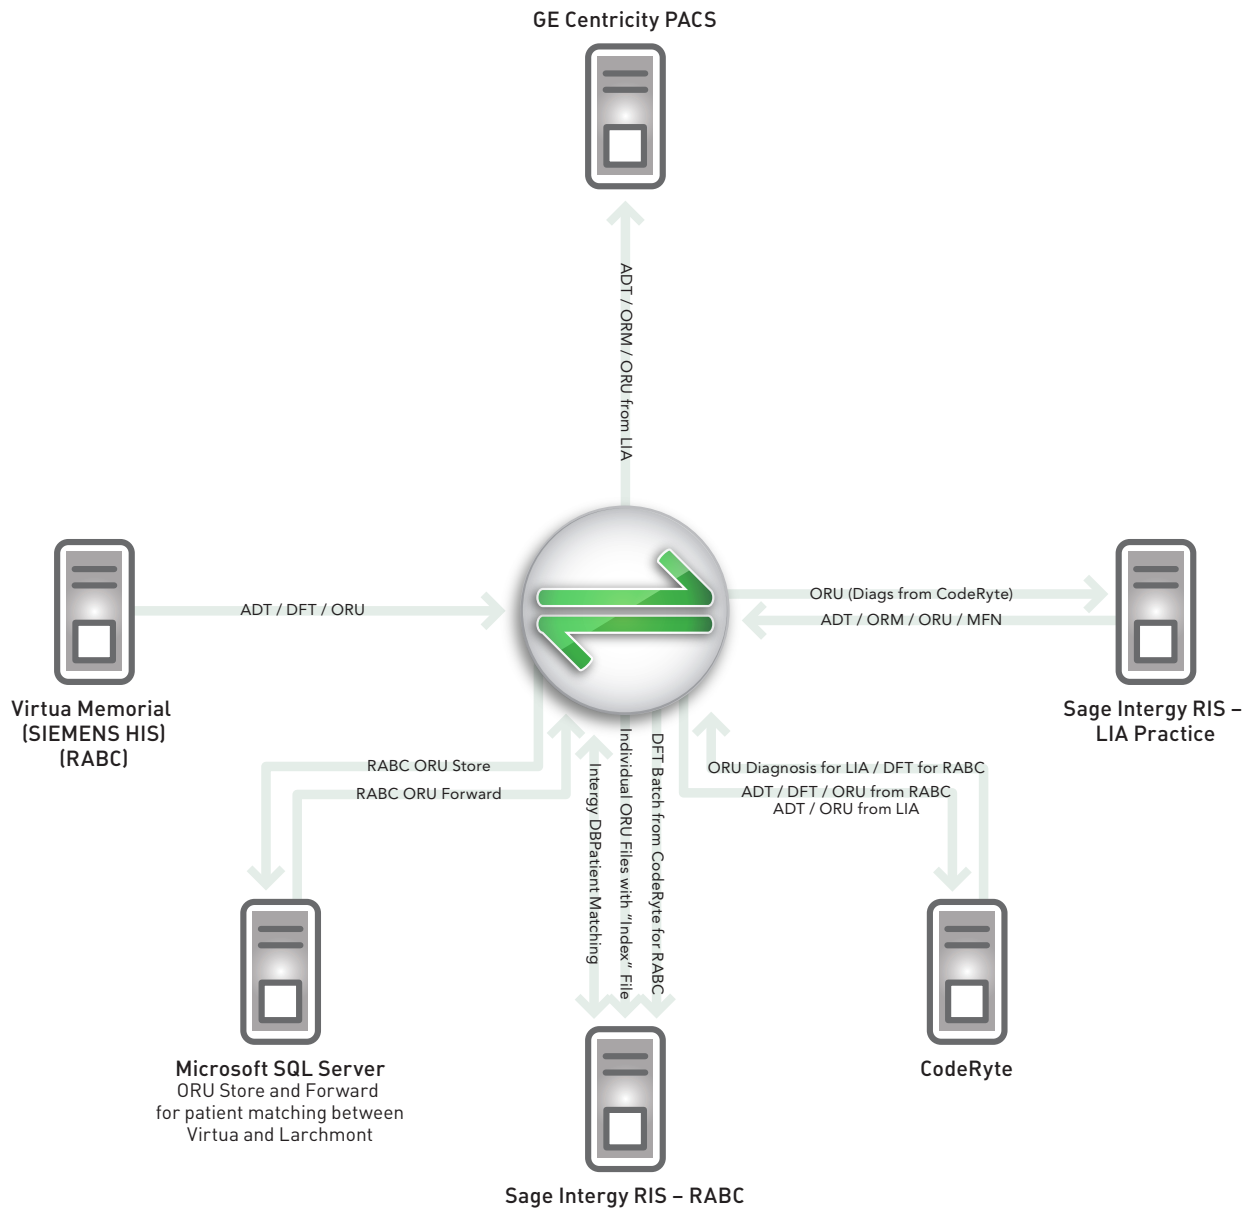 GE Centricity PACS
ADT / ORM / ORU from LIA
ADT / DFT / ORU
ORU (Diags from CodeRyte)
ADT / ORM / ORU / MFN
Virtua Memorial
(SIEMENS HIS)
(RABC)
Sage Intergy RIS –
LIA Practice
RABC ORU Store
RABC ORU Forward
Intergy DBPatient Matching
Individual ORU Files with “Index” File
DFT Batch from CodeRyte for RABC
ORU Diagnosis for LIA / DFT for RABC
ADT / DFT / ORU from RABC
ADT / ORU from LIA
Microsoft SQL Server
ORU Store and Forward
for patient matching between
Virtua and Larchmont
CodeRyte
Sage Intergy RIS – RABC